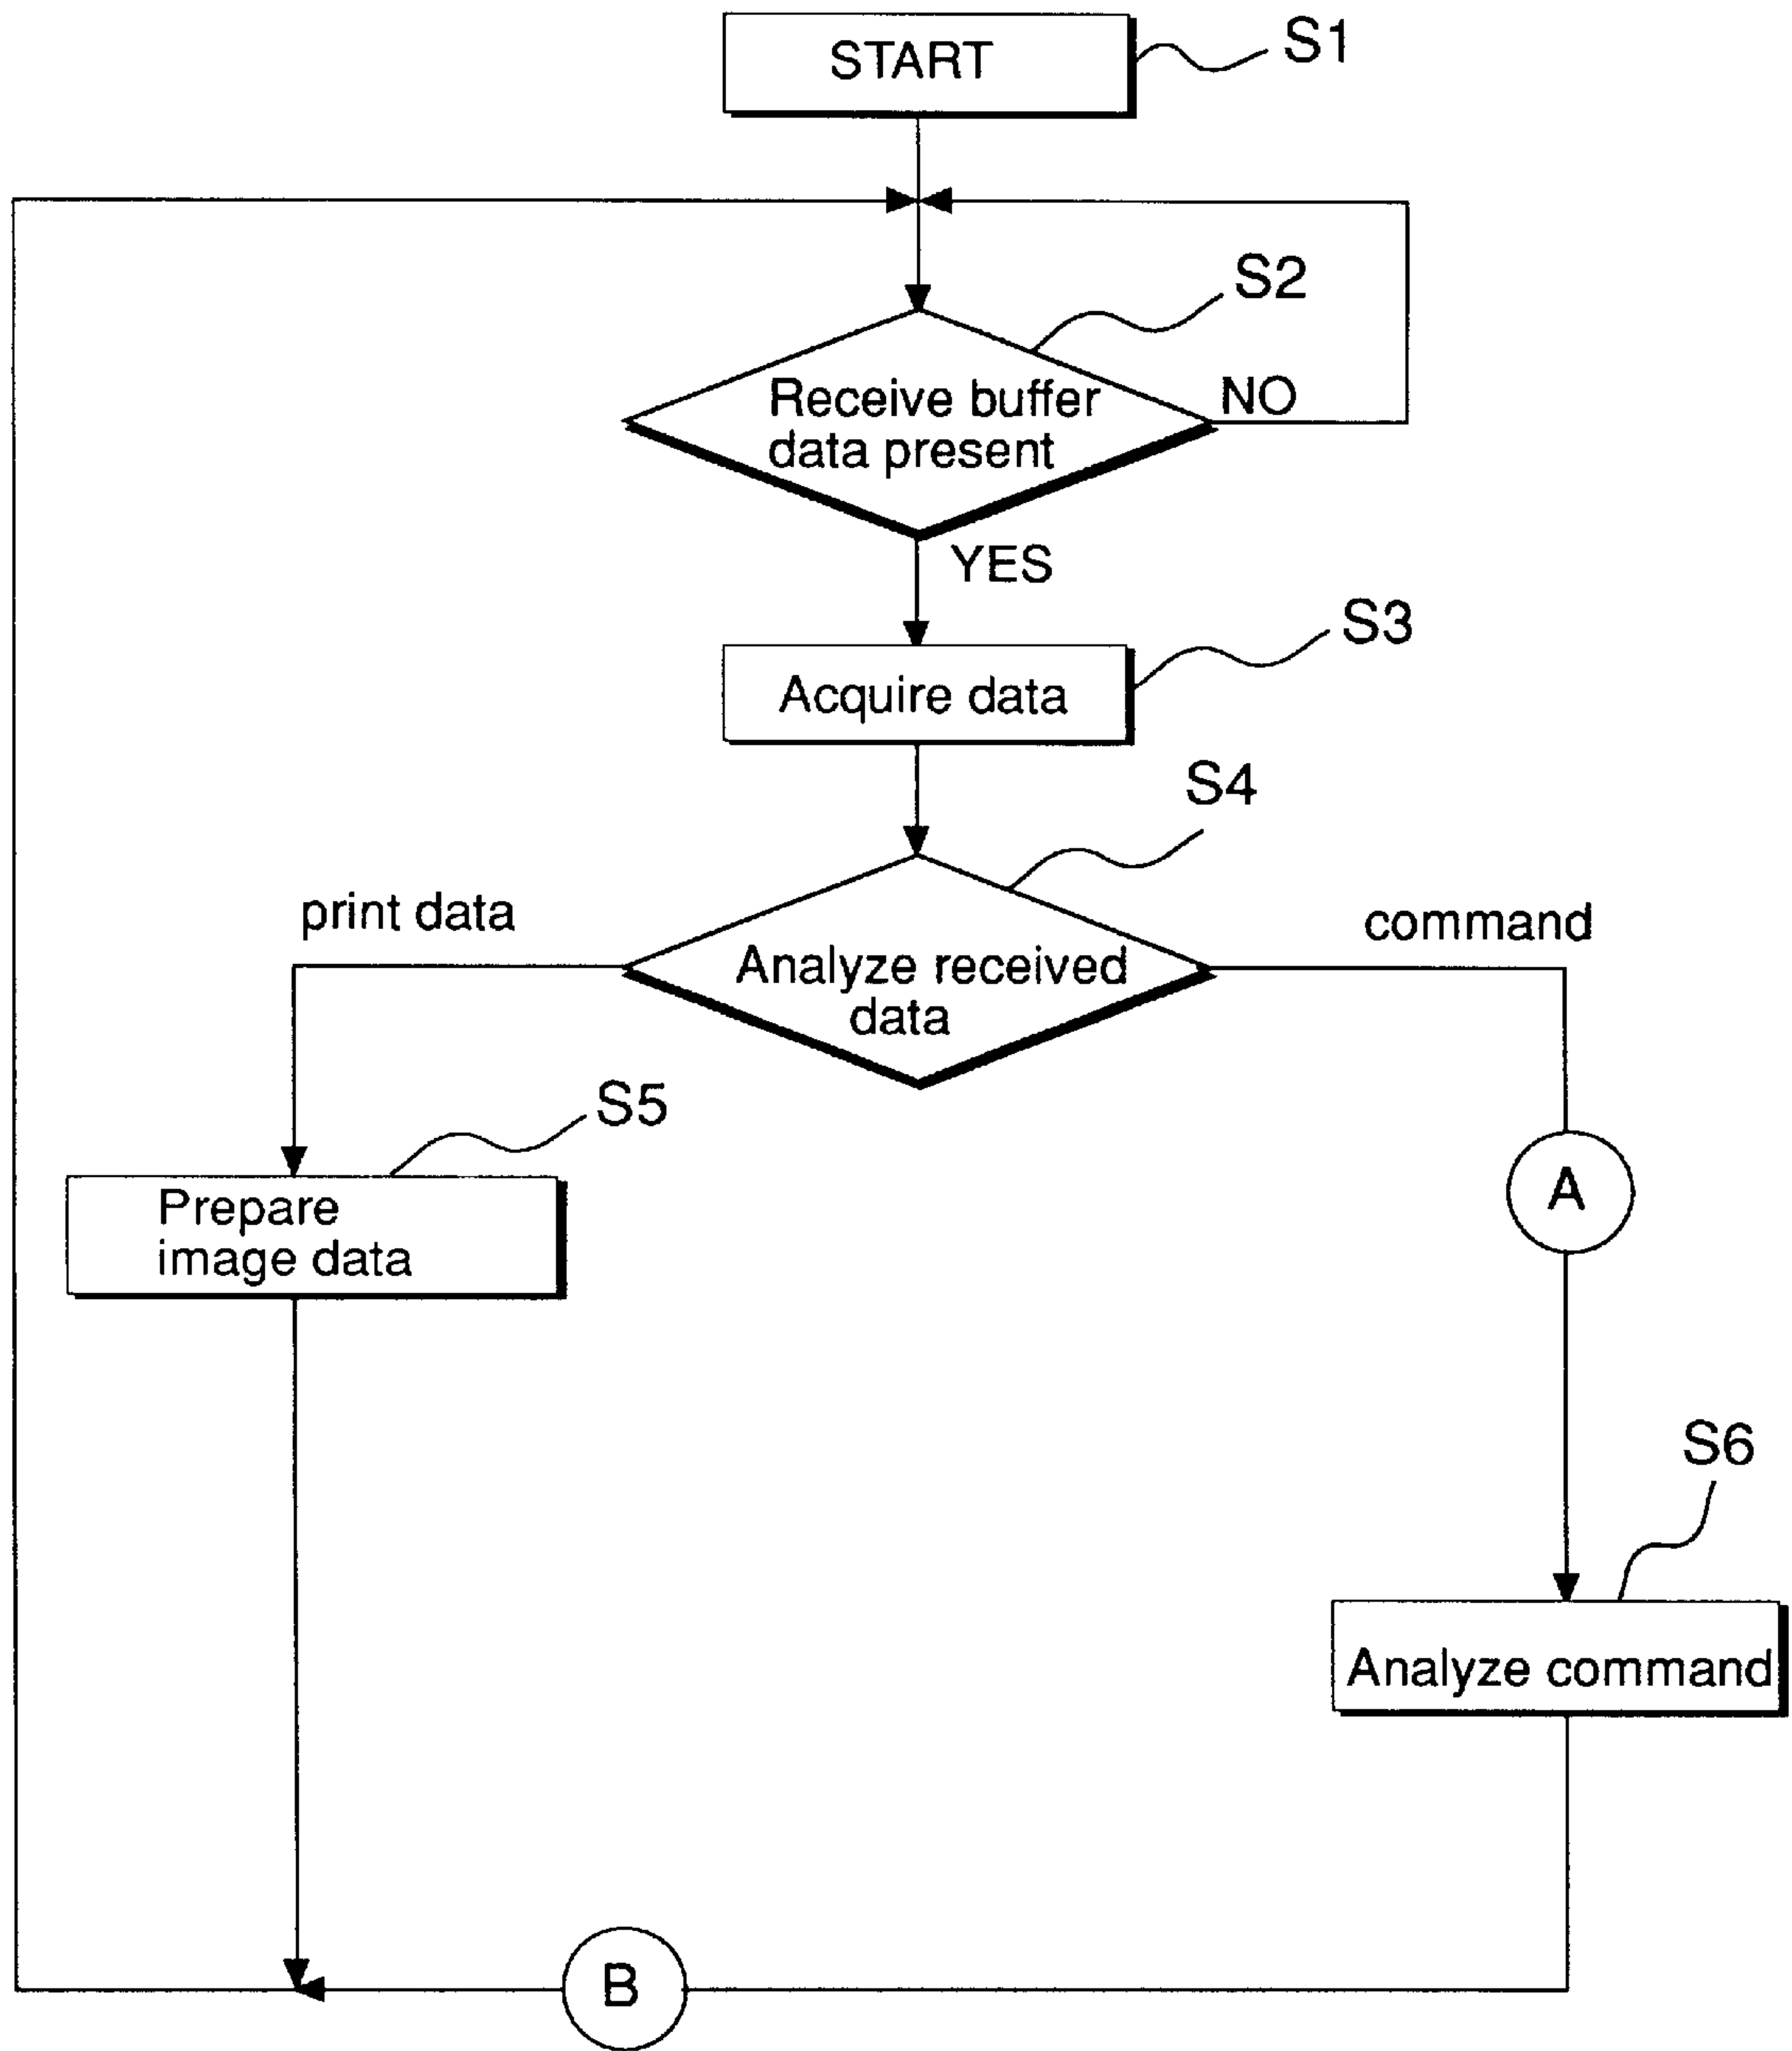 START
S1
S2
Receive buffer
data present
NO
YES
S3
Acquire data
S4
print data
command
Analyze received
data
S5
Prepare
image data
A
S6
Analyze command
B